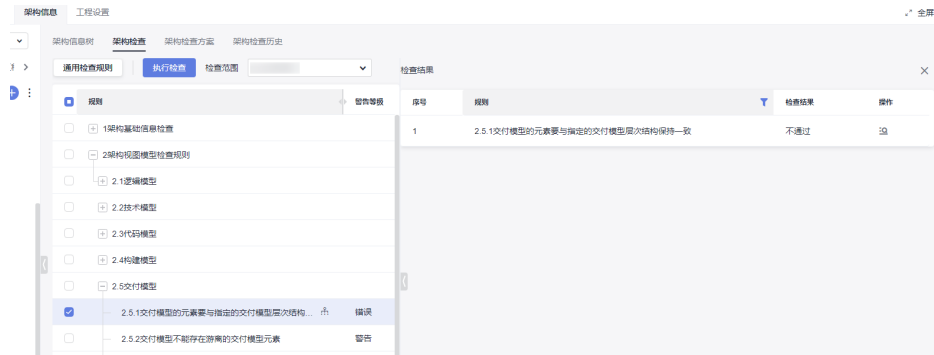 架构信息 工程设置 全屏
架构信息树 架构检查 架构检查方案 架构检查历史
通用检查规则 执行检查 检查范围 检查结果
规则 警告等级 序号 规则 检查结果 操作
1架构基础信息检查 1 2.5.1交付模型的元素要与指定的交付模型层次结构保持一致 不通过
2架构视图模型检查规则
2.1逻辑模型
2.2技术模型
2.3代码模型
2.4构建模型
2.5交付模型
2.5.1交付模型的元素要与指定的交付模型层次结构... 错误
2.5.2交付模型不能存在游离的交付模型元素 警告